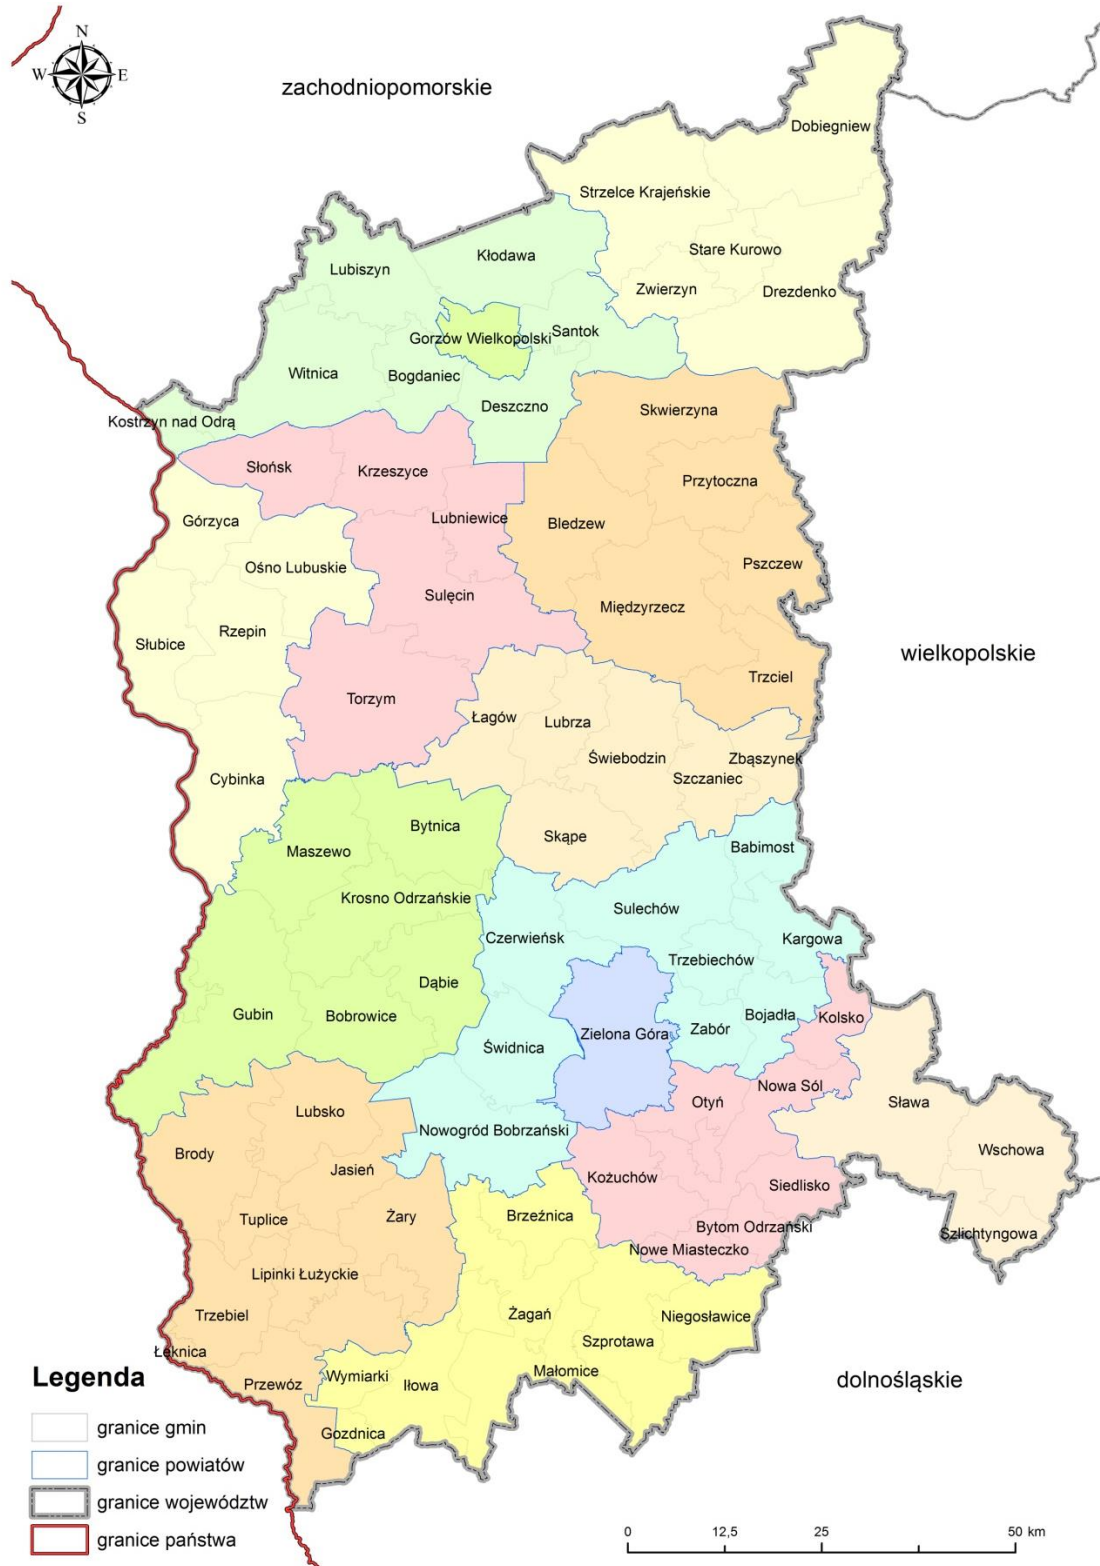 N
W E
S
zachodniopomorskie
Dobiegniew
Strzelce Krajeńskie
Stare Kurowo
Kłodawa
Lubiszyn
Zwierzyn
Drezdenko
Santok
Gorzów Wielkopolski
Witnica
Bogdaniec
Deszczno
Skwierzyna
Kostrzyn nad Odrą
Słońsk
Krzeszyce
Przytoczna
Lubniewice
Bledzew
Górzyca
Pszczew
Ośno Lubuskie
Sulęcin
Międzyrzecz
Rzepin
Słubice
wielkopolskie
Trzciel
Torzym
Łagów
Lubrza
Świebodzin
Zbąszynek
Szczaniec
Cybinka
Bytnica
Skąpe
Babimost
Maszewo
Krosno Odrzańskie
Sulechów
Czerwieńsk
Kargowa
Trzebiechów
Dąbie
Gubin
Bobrowice
Bojadła
Kolsko
Zabór
Zielona Góra
Świdnica
Nowa Sól
Otyń
Sława
Lubsko
Nowogród Bobrzański
Wschowa
Brody
Jasień
Kożuchów
Siedlisko
Tuplice
Żary
Brzeźnica
Bytom Odrzański
Szlichtyngowa
Nowe Miasteczko
Lipinki Łużyckie
Trzebiel
Żagań
Niegosławice
Szprotawa
Łęknica
Małomice
Wymiarki
Przewóz
Iłowa
dolnośląskie
Gozdnica
Legenda
granice gmin
granice powiatów
granice województw
granice państwa
0 12,5 25 50 km